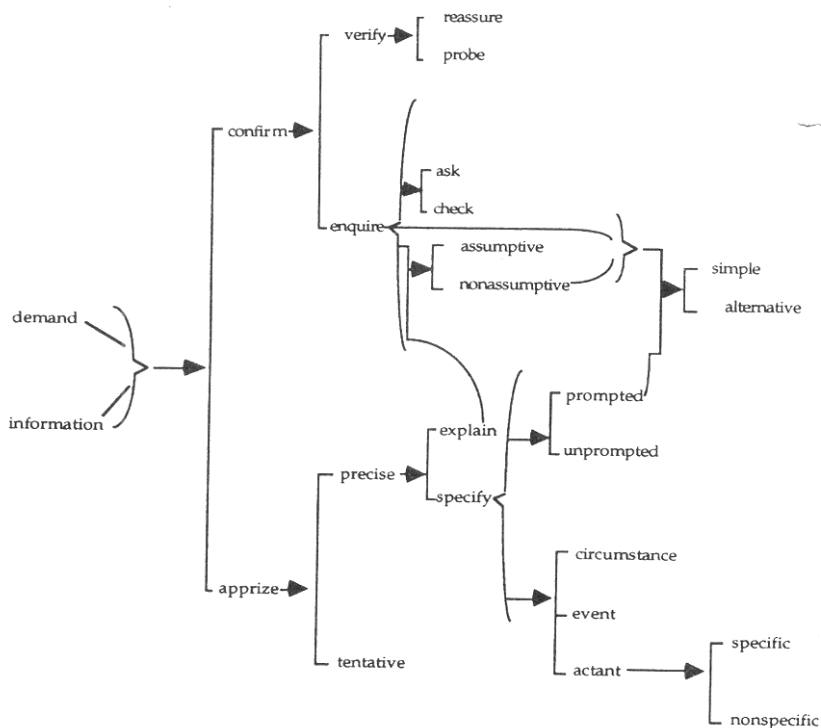 reassure
verify
probe
confirm
ask
check
enquire
assumptive
simple
nonassumptive
alternative
demand
prompted
information
explain
unprompted
precise
specify
circumstance
apprize
event
specific
tentative
actant
nonspecific